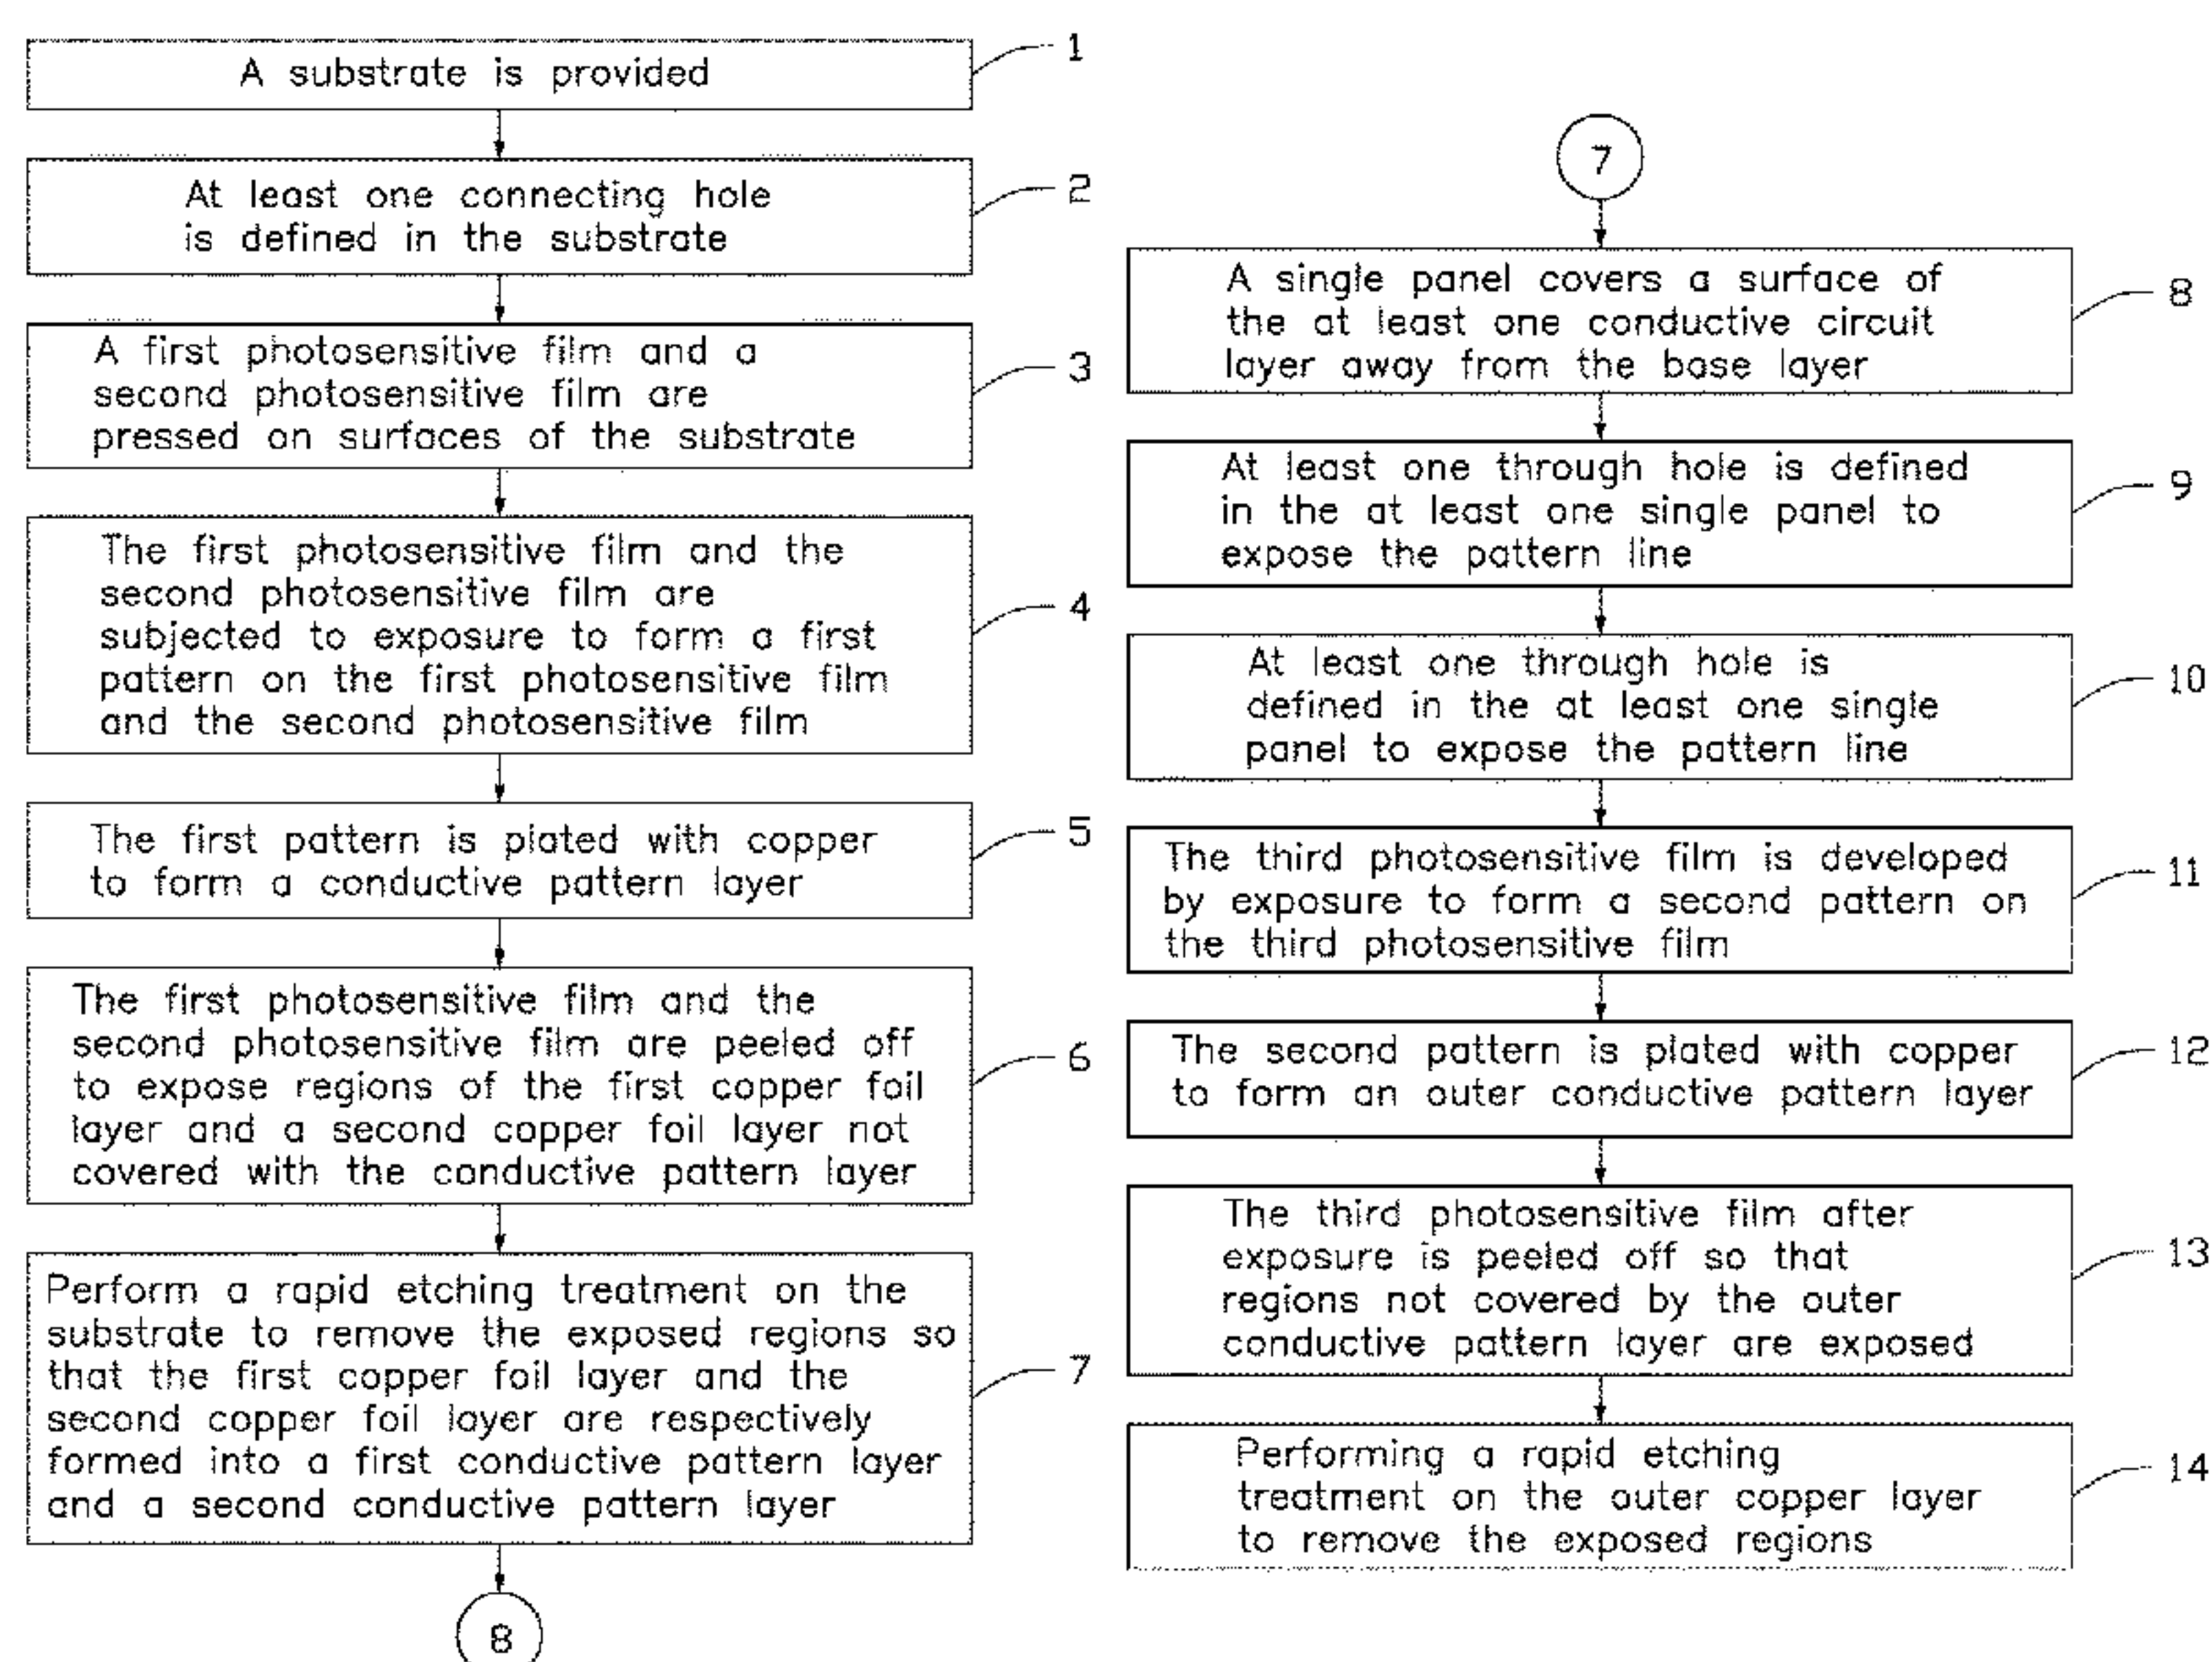 A substrate is provided
1
At least one connecting hole
is defined in the substrate
2
A first photosensitive film and a
second photosensitive film are
pressed on surfaces of the substrate
3
The first photosensitive film and the
second photosensitive film are
subjected to exposure to form a first
pattern on the first photosensitive film
and the second photosensitive film
4
The first pattern is plated with copper
to form a conductive pattern layer
5
The first photosensitive film and the
second photosensitive film are peeled off
to expose regions of the first copper foil
layer and a second copper foil layer not
covered with the conductive pattern layer
6
Perform a rapid etching treatment on the
substrate to remove the exposed regions so
that the first copper foil layer and the
second copper foil layer are respectively
formed into a first conductive pattern layer
and a second conductive pattern layer
7
8
7
A single panel covers a surface of
the at least one conductive circuit
layer away from the base layer
8
At least one through hole is defined
in the at least one single panel to
expose the pattern line
9
At least one through hole is
defined in the at least one single
panel to expose the pattern line
10
The third photosensitive film is developed
by exposure to form a second pattern on
the third photosensitive film
11
The second pattern is plated with copper
to form an outer conductive pattern layer
12
The third photosensitive film after
exposure is peeled off so that
regions not covered by the outer
conductive pattern layer are exposed
13
Performing a rapid etching
treatment on the outer copper layer
to remove the exposed regions
14